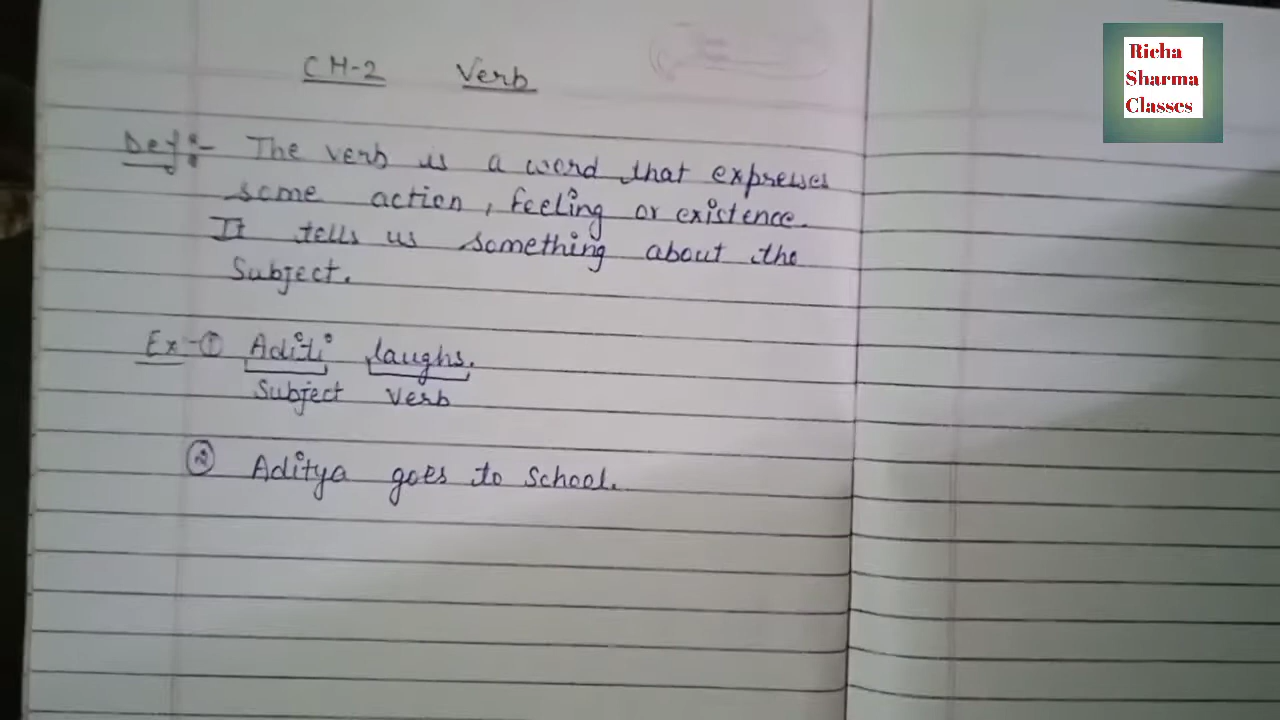 CH-2 Verb
Def:- The verb is a word that expresses
some action, feeling or existence.
It tells us something about the
Subject.
Ex-① Aditi laughs.
Subject Verb
② Aditya goes to School.
Richa
Sharma
Classes